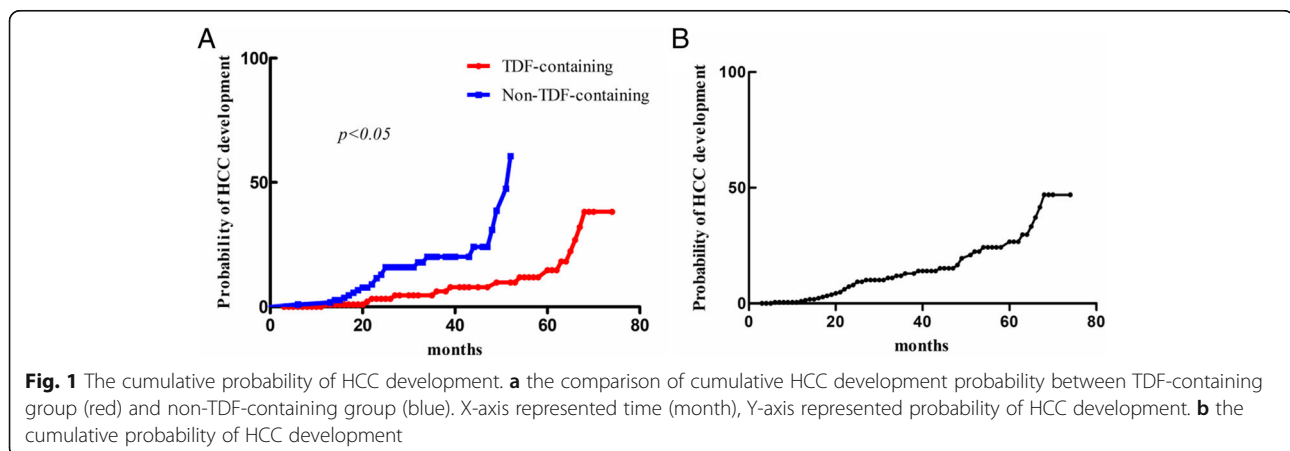 A
100
50
0
Probability of HCC development
TDF-containing
Non-TDF-containing
p<0.05
0 20 40 60 80
months
B
100
50
0
Probability of HCC development
0 20 40 60 80
months
Fig. 1 The cumulative probability of HCC development. a the comparison of cumulative HCC development probability between TDF-containing
group (red) and non-TDF-containing group (blue). X-axis represented time (month), Y-axis represented probability of HCC development. b the
cumulative probability of HCC development